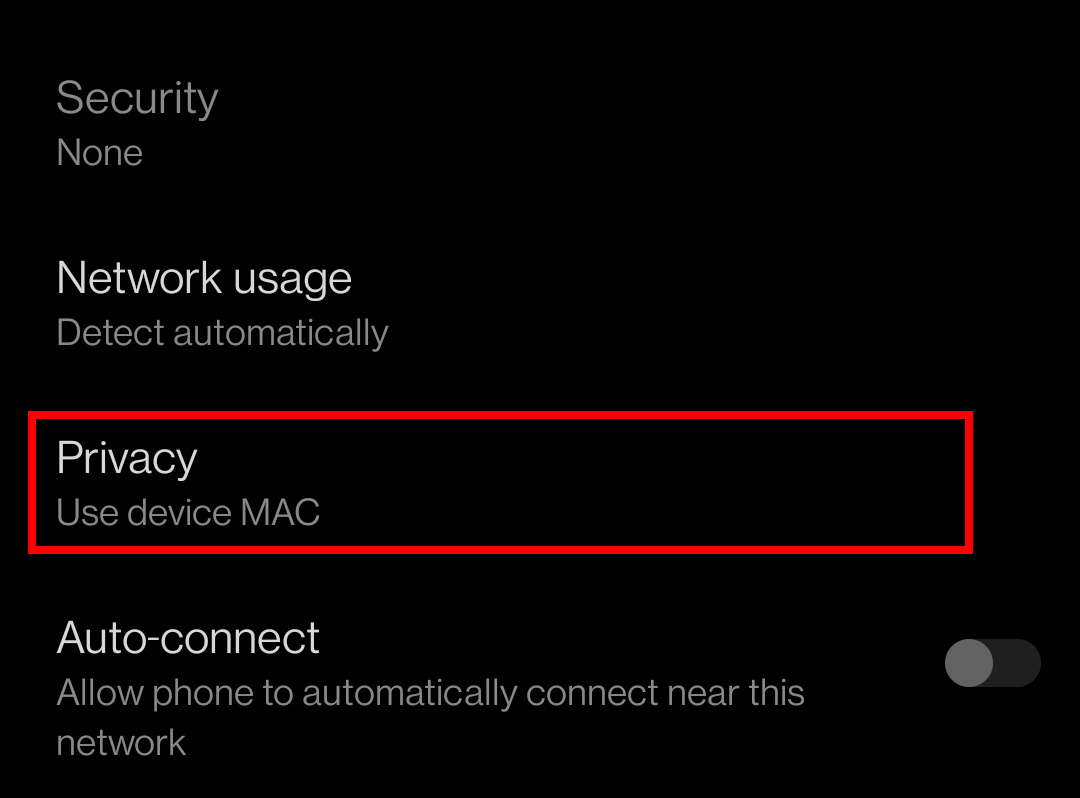 Security
None
Network usage
Detect automatically
Privacy
Use device MAC
Auto-connect
Allow phone to automatically connect near this
network